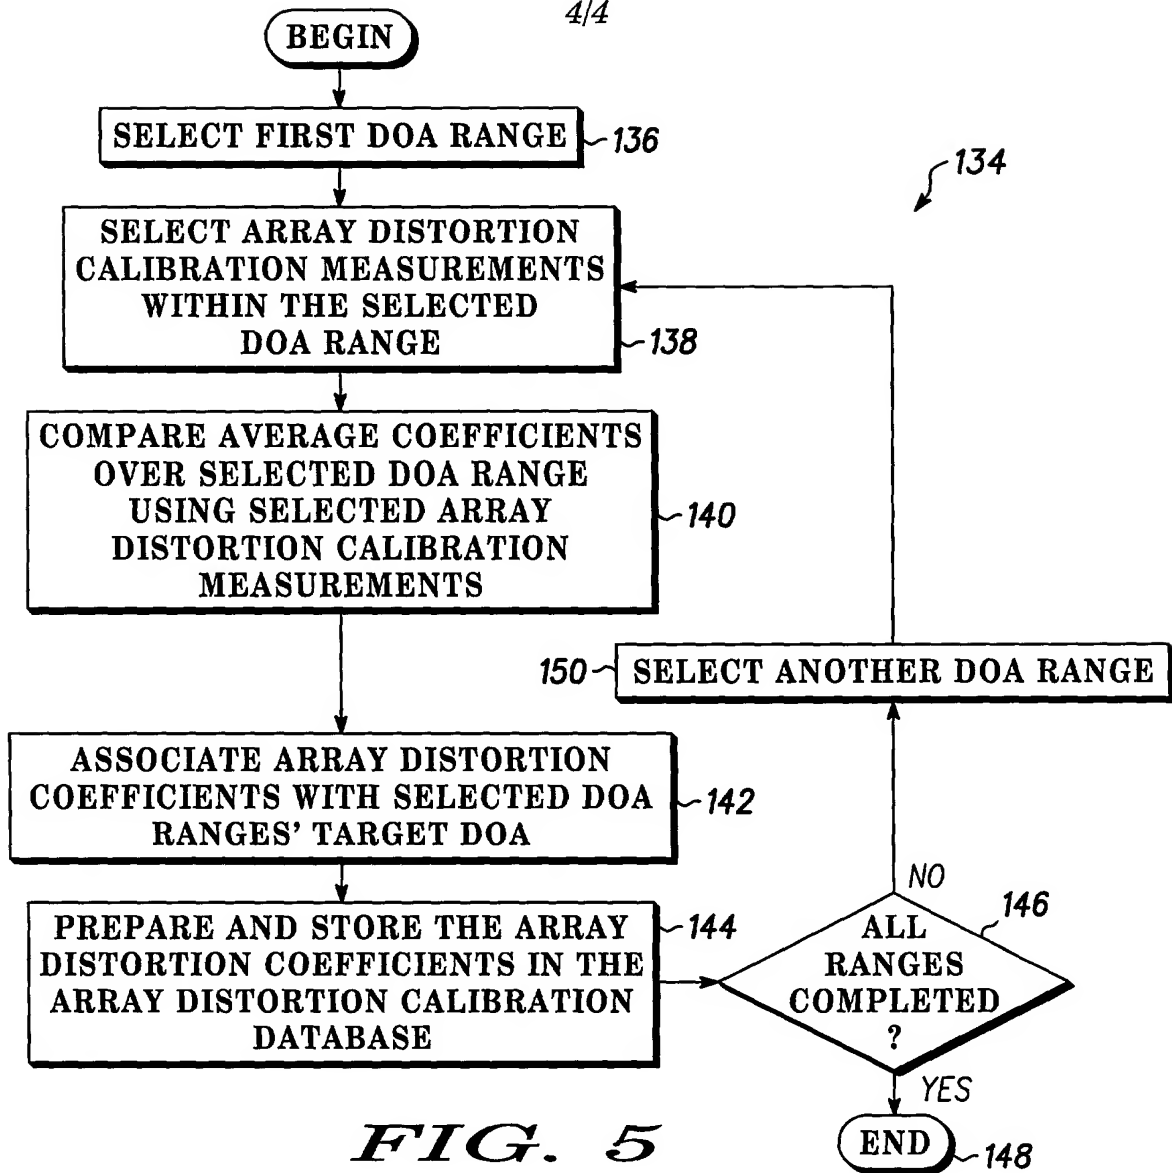 4/4
BEGIN
SELECT FIRST DOA RANGE
136
134
SELECT ARRAY DISTORTION
CALIBRATION MEASUREMENTS
WITHIN THE SELECTED
DOA RANGE
138
COMPARE AVERAGE COEFFICIENTS
OVER SELECTED DOA RANGE
USING SELECTED ARRAY
DISTORTION CALIBRATION
MEASUREMENTS
140
150
SELECT ANOTHER DOA RANGE
ASSOCIATE ARRAY DISTORTION
COEFFICIENTS WITH SELECTED DOA
RANGES' TARGET DOA
142
PREPARE AND STORE THE ARRAY
DISTORTION COEFFICIENTS IN THE
ARRAY DISTORTION CALIBRATION
DATABASE
144
NO
146
ALL
RANGES
COMPLETED
?
YES
END
148
FIG. 5